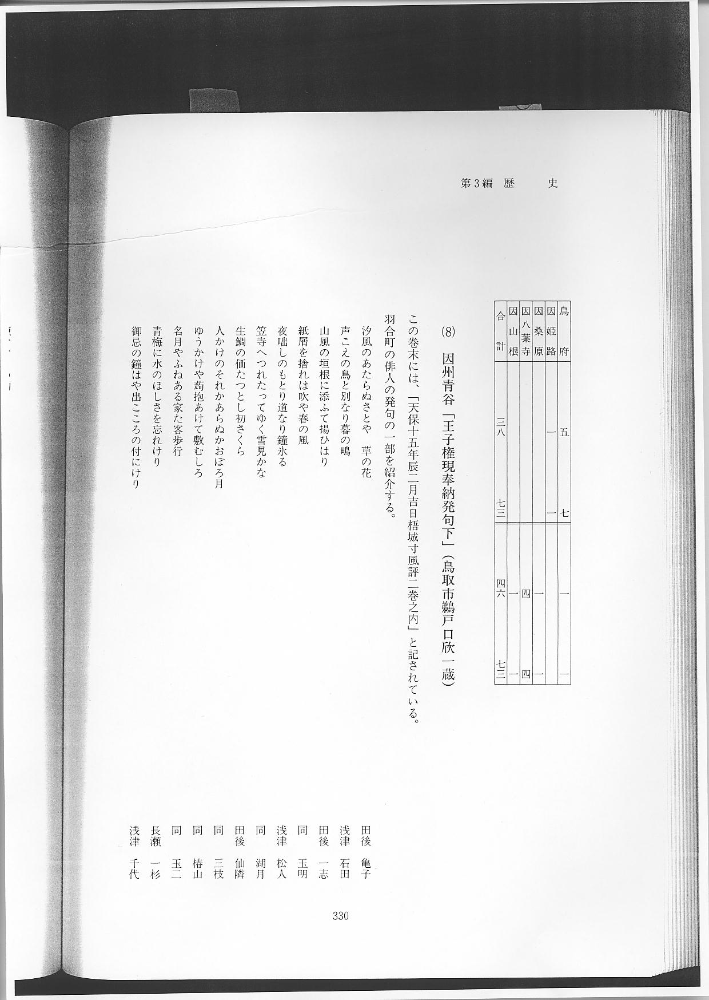 第3編 歴 史
鳥府 五 七 一 一
因姫路 一 一
因桑原 一 一
因八葉寺 四 四
因山根 一 一
合計 三八 七三 四六 七三
(8) 因州青谷「王子権現奉納発句下」(鳥取市鵜戸口欣一蔵)
この巻末には、「天保十五年辰二月吉日梧城寸風評二巻之内」と記されている。
羽合町の俳人の発句の一部を紹介する。
汐風のあたらぬさとや 草の花 田後 亀子
声こえの鳥と別なり暮の鴫 浅津 石田
山風の垣根に添ふて揚ひはり 田後 一志
紙屑を捨れは吹や春の風 同 玉明
夜咄しのもとり道なり鐘氷る 浅津 松人
笠寺へつれたってゆく雪見かな 同 湖月
生鯛の価たつとし初さくら 田後 仙隣
人かけのそれかあらぬかおぼろ月 同 三枝
ゆうかけや蒟抱あけて敷むしろ 同 椿山
名月やふねある家た客歩行 同 玉二
青梅に水のほしさを忘れけり 長瀬 一杉
御忌の鐘はや出こころの付にけり 浅津 千代
330